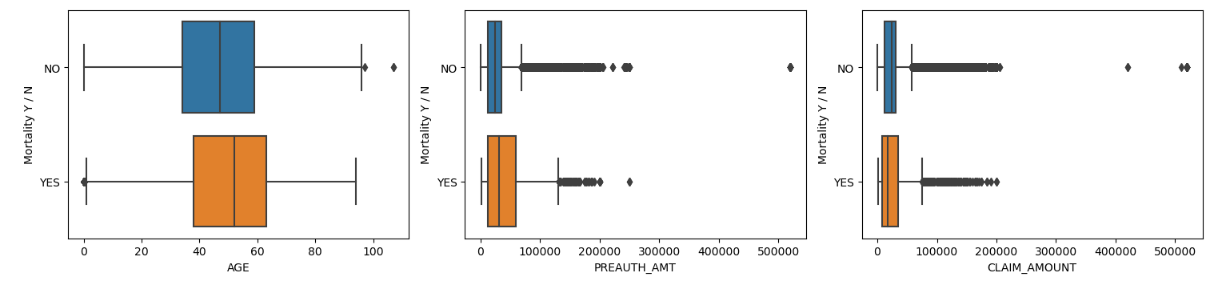 Mortality Y / N
NO
YES
0 20 40 60 80 100
AGE
Mortality Y / N
NO
YES
0 100000 200000 300000 400000 500000
PREAUTH_AMT
Mortality Y / N
NO
YES
0 100000 200000 300000 400000 500000
CLAIM_AMOUNT